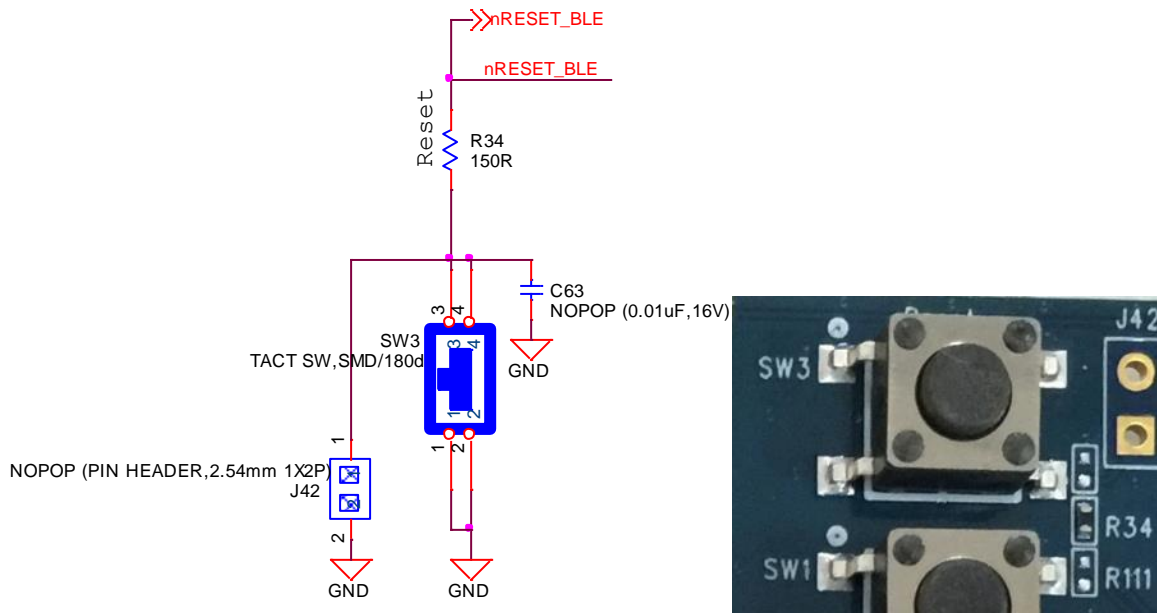 nRESET_BLE
nRESET_BLE
Reset
R34
150R
3
4
C63
NOPOP (0.01uF,16V)
GND
SW3
TACT SW,SMD/180d
3
4
1
2
1
2
1
NOPOP (PIN HEADER,2.54mm 1X2P)
J42
2
GND
GND
J42
SW3
R34
SW1
R111